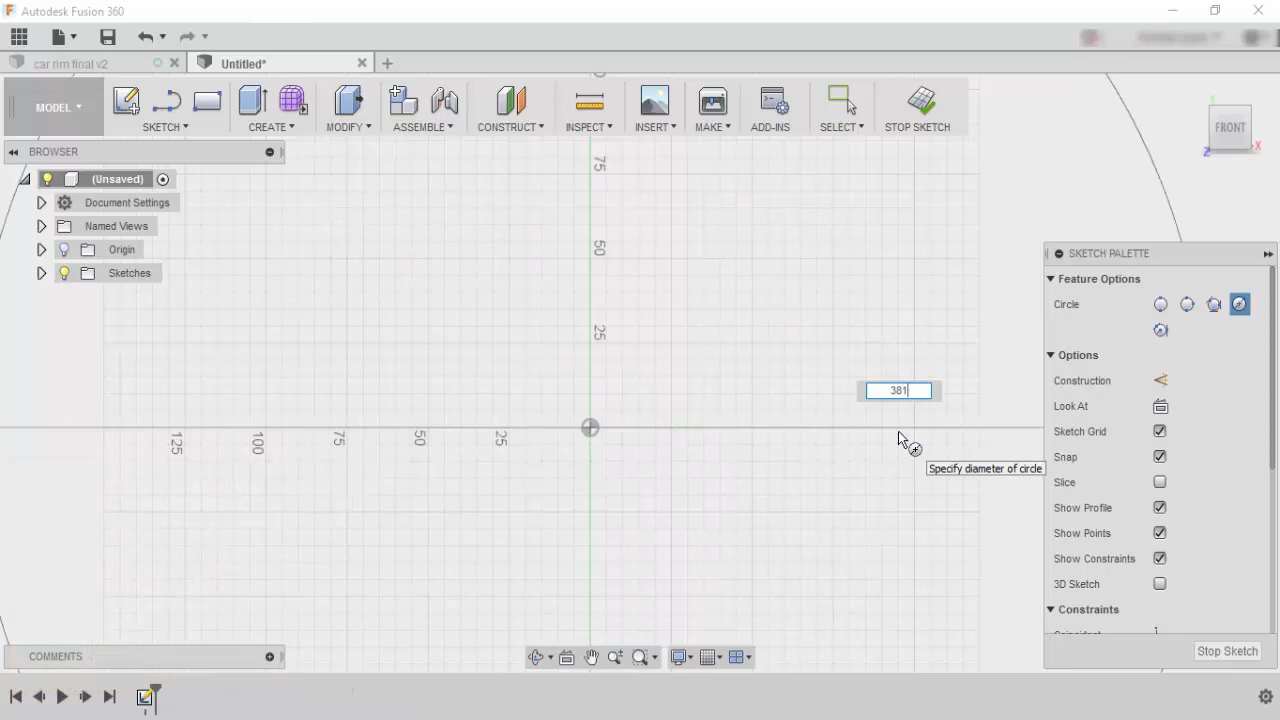 Autodesk Fusion 360
car rim final v2
Untitled*
MODEL
SKETCH
CREATE
MODIFY
ASSEMBLE
CONSTRUCT
INSPECT
INSERT
MAKE
ADD-INS
SELECT
STOP SKETCH
FRONT
Y
X
Z
BROWSER
(Unsaved)
Document Settings
Named Views
Origin
Sketches
75
50
25
125
100
75
50
25
381
Specify diameter of circle
SKETCH PALETTE
Feature Options
Circle
Options
Construction
Look At
Sketch Grid
Snap
Slice
Show Profile
Show Points
Show Constraints
3D Sketch
Constraints
Coincident
Stop Sketch
COMMENTS